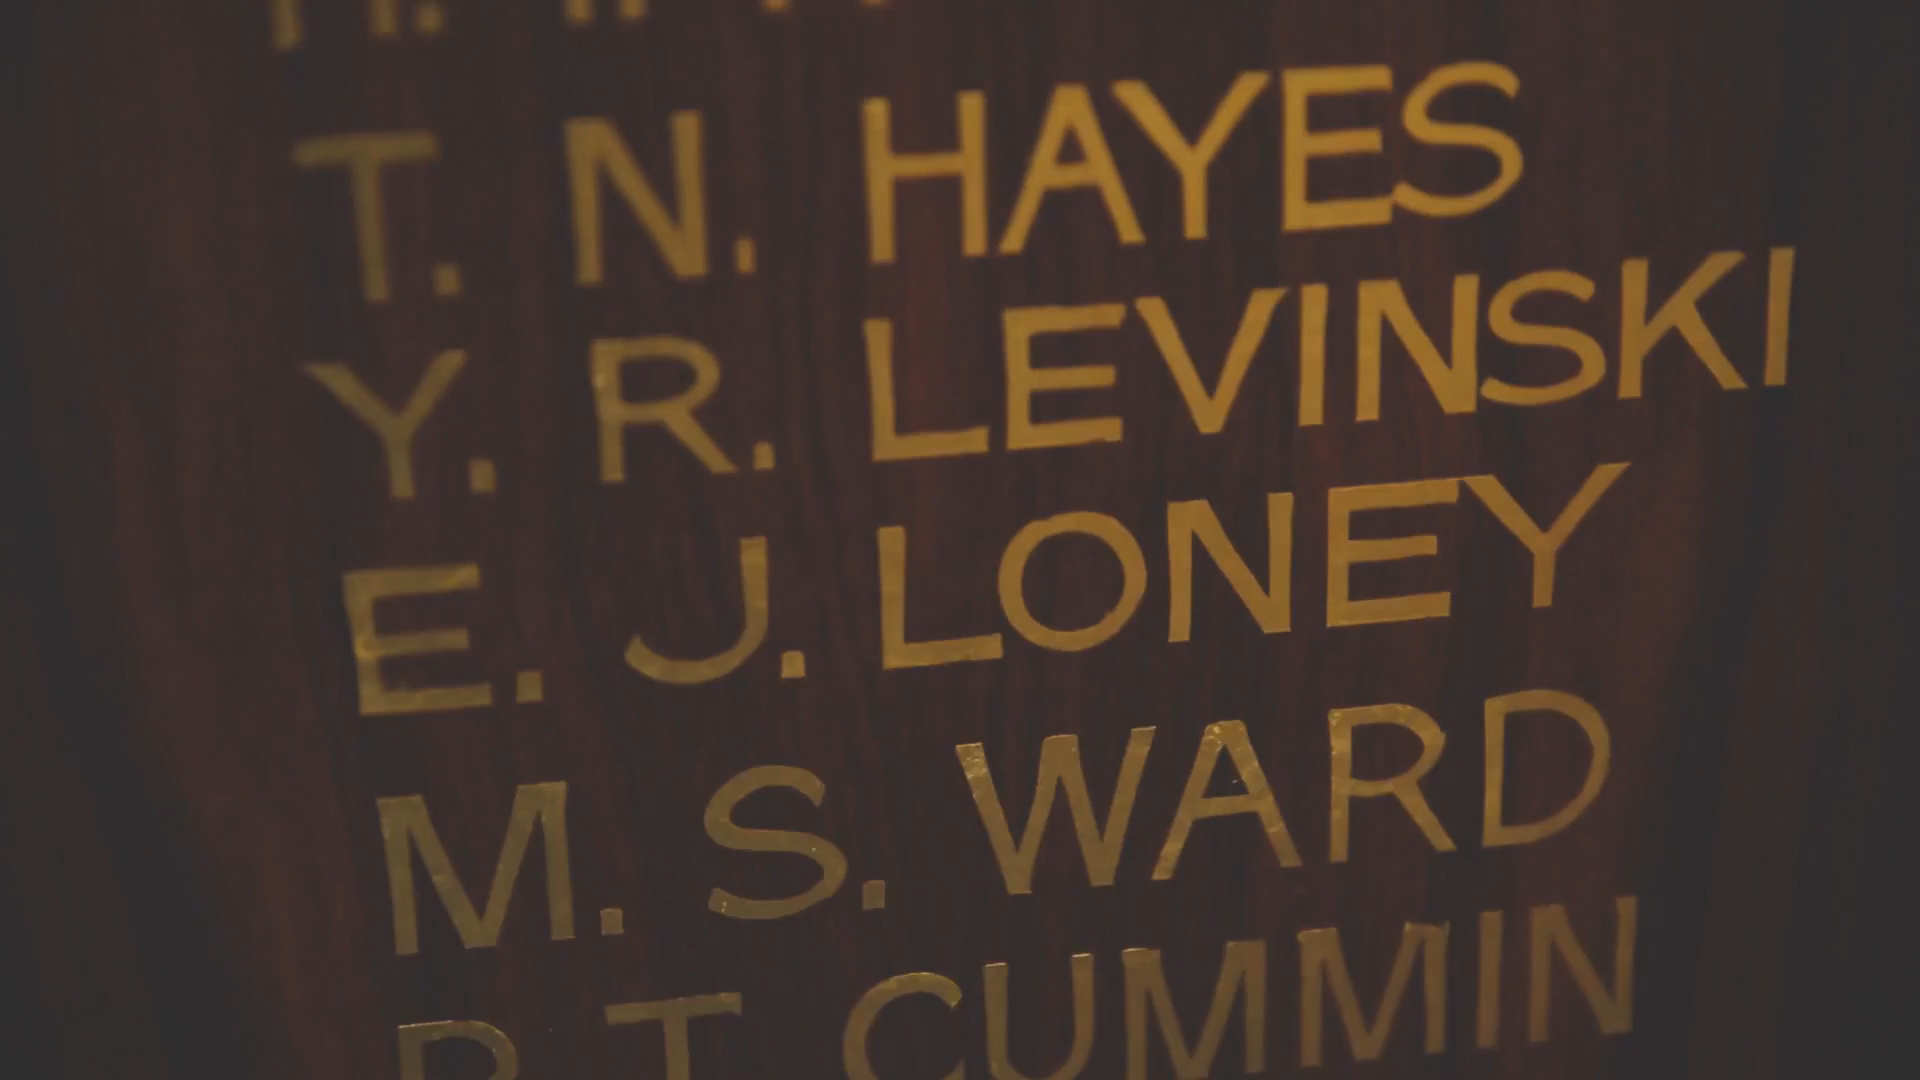 T. N. HAYES
Y. R. LEVINSKI
E. J. LONEY
M. S. WARD
T CUMMIN